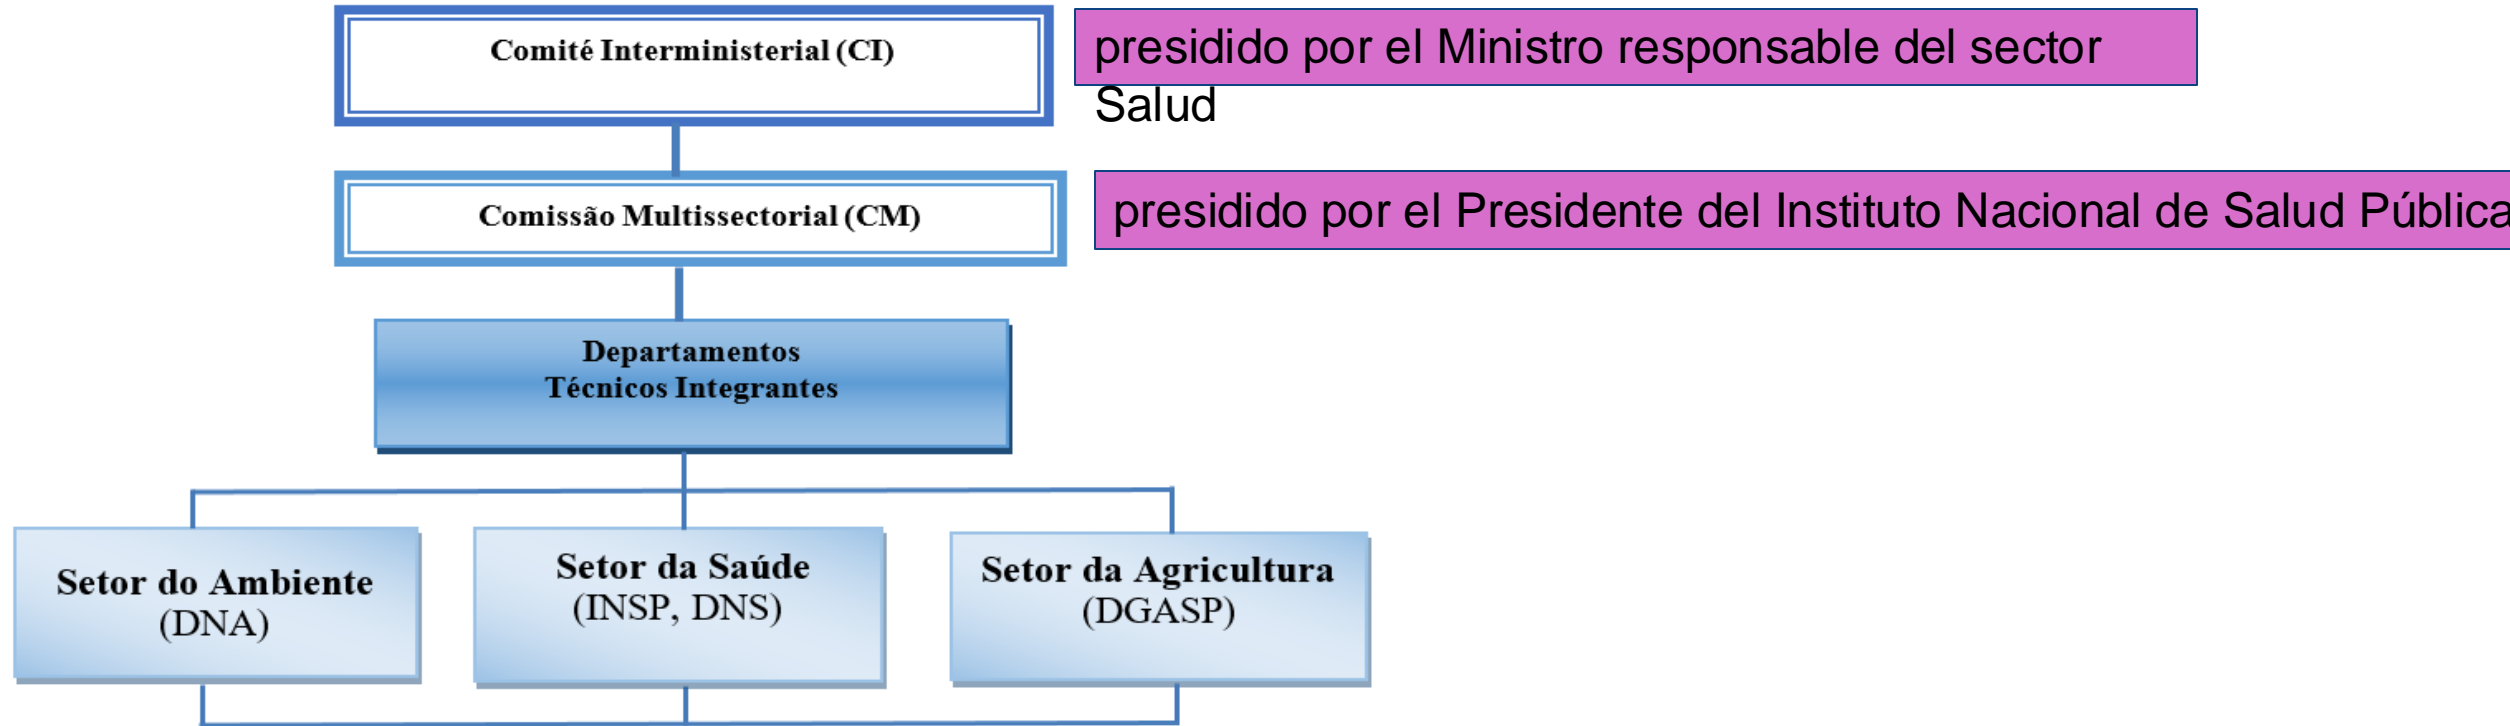 Comité Interministerial (CI)
presidido por el Ministro responsable del sector
Salud
Comissão Multissectorial (CM)
presidido por el Presidente del Instituto Nacional de Salud Pública
Departamentos
Técnicos Integrantes
Setor do Ambiente
(DNA)
Setor da Saúde
(INSP, DNS)
Setor da Agricultura
(DGASP)